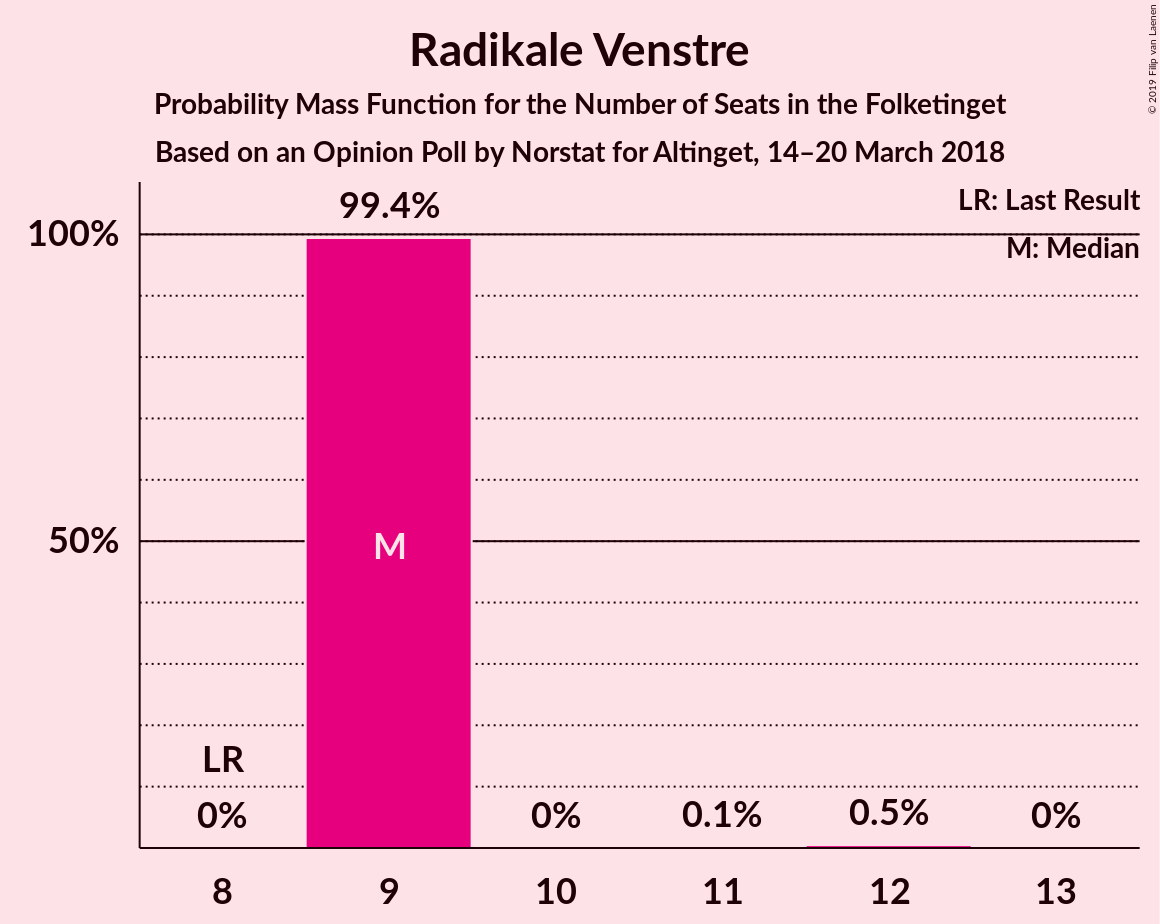 Radikale Venstre
Probability Mass Function for the Number of Seats in the Folketinget
Based on an Opinion Poll by Norstat for Altinget, 14–20 March 2018
© 2019 Filip van Laenen
LR: Last Result
M: Median
99.4%
100%
50%
M
LR
0%
0%
0.1%
0.5%
0%
8 9 10 11 12 13